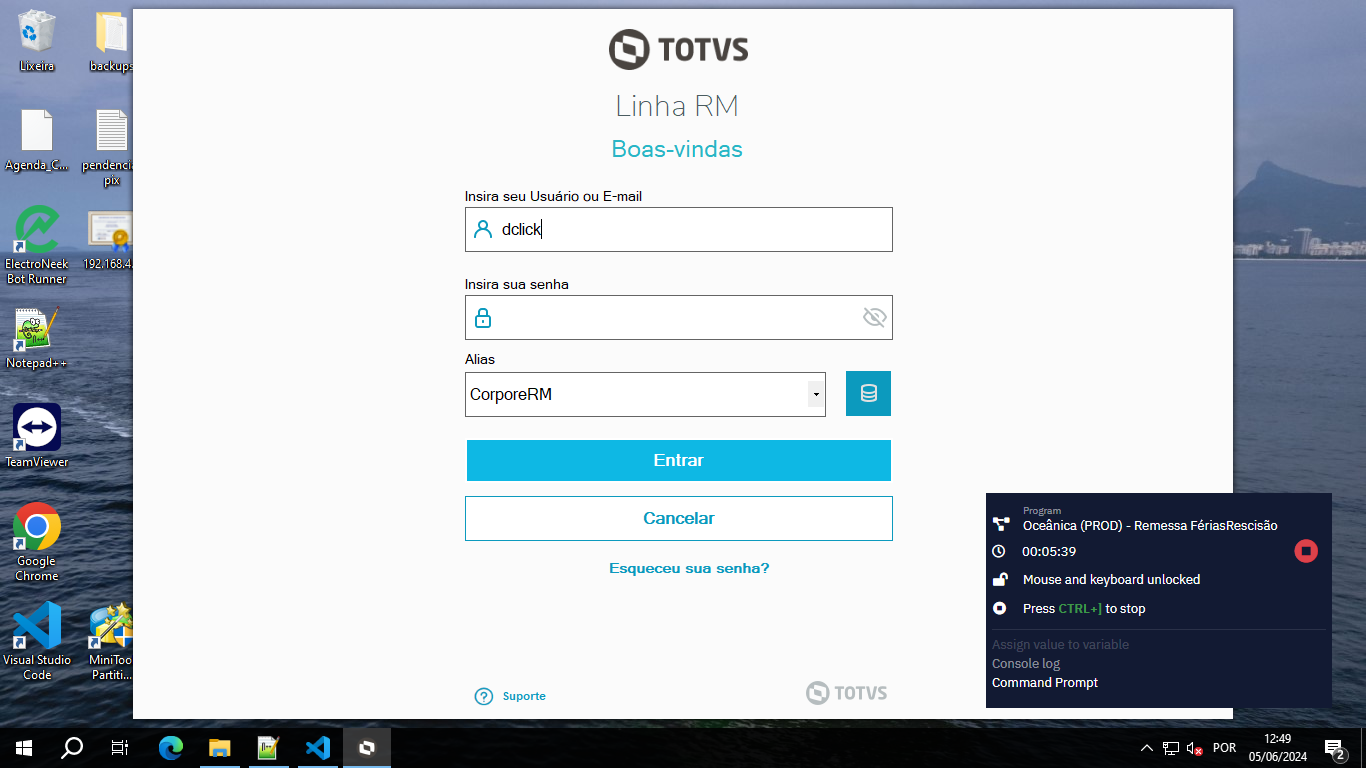 Lixeira
backups
Agenda_C...
pendencia
pix
ElectroNeek
Bot Runner
192.168.4.
Notepad++
TeamViewer
Google
Chrome
Visual Studio
Code
MiniToo
Partiti...
TOTVS
Linha RM
Boas-vindas
Insira seu Usuário ou E-mail
dclick
Insira sua senha
Alias
CorporeRM
Entrar
Cancelar
Esqueceu sua senha?
Suporte
TOTVS
Program
Oceânica (PROD) - Remessa FériasRescisão
00:05:39
Mouse and keyboard unlocked
Press CTRL+] to stop
Assign value to variable
Console log
Command Prompt
POR
12:49
05/06/2024
2